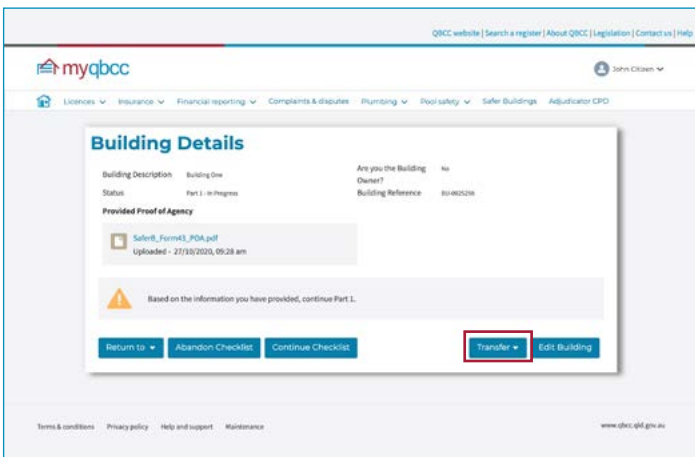 QBCC website | Search a register | About QBCC | Legislation | Contact us | Help
myqbcc
John Citizen
Licences Insurance Financial reporting Complaints & disputes Plumbing Pool safety Safer Buildings Adjudicator CPD
Building Details
Building Description Building One
Are you the Building Owner? No
Status Part 1 - In Progress
Building Reference
Provided Proof of Agency
SaferB_Form43_POA.pdf
Uploaded - 27/10/2020, 09:28 am
Based on the information you have provided, continue Part 1.
Return to Abandon Checklist Continue Checklist Transfer Edit Building
Terms & conditions Privacy policy Help and support Maintenance www.qbcc.qld.gov.au